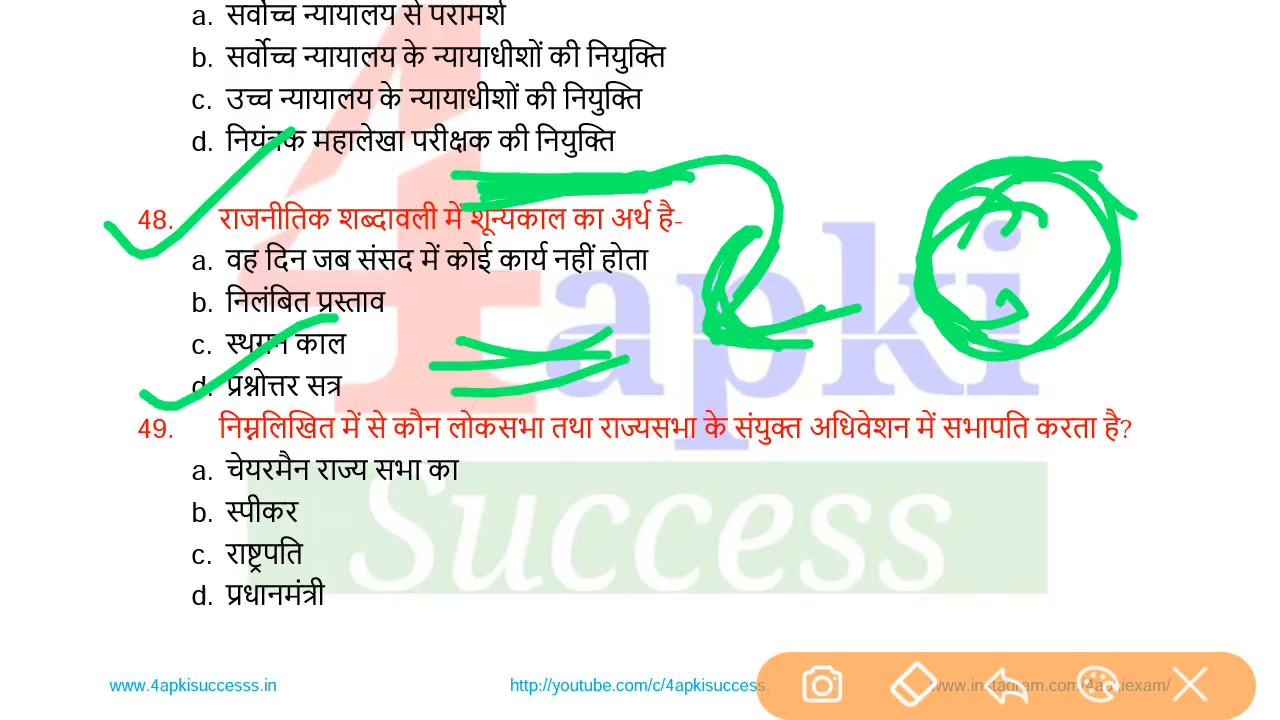 a. सर्वोच्च न्यायालय से परामर्श
b. सर्वोच्च न्यायालय के न्यायाधीशों की नियुक्ति
c. उच्च न्यायालय के न्यायाधीशों की नियुक्ति
d. नियंत्रक महालेखा परीक्षक की नियुक्ति
48. राजनीतिक शब्दावली में शून्यकाल का अर्थ है-
a. वह दिन जब संसद में कोई कार्य नहीं होता
b. निलंबित प्रस्ताव
c. स्थगन काल
d. प्रश्नोत्तर सत्र
49. निम्नलिखित में से कौन लोकसभा तथा राज्यसभा के संयुक्त अधिवेशन में सभापति करता है?
a. चेयरमैन राज्य सभा का
b. स्पीकर
c. राष्ट्रपति
d. प्रधानमंत्री
4apki
Success
www.4apkisuccesss.in http://youtube.com/c/4apkisuccess.